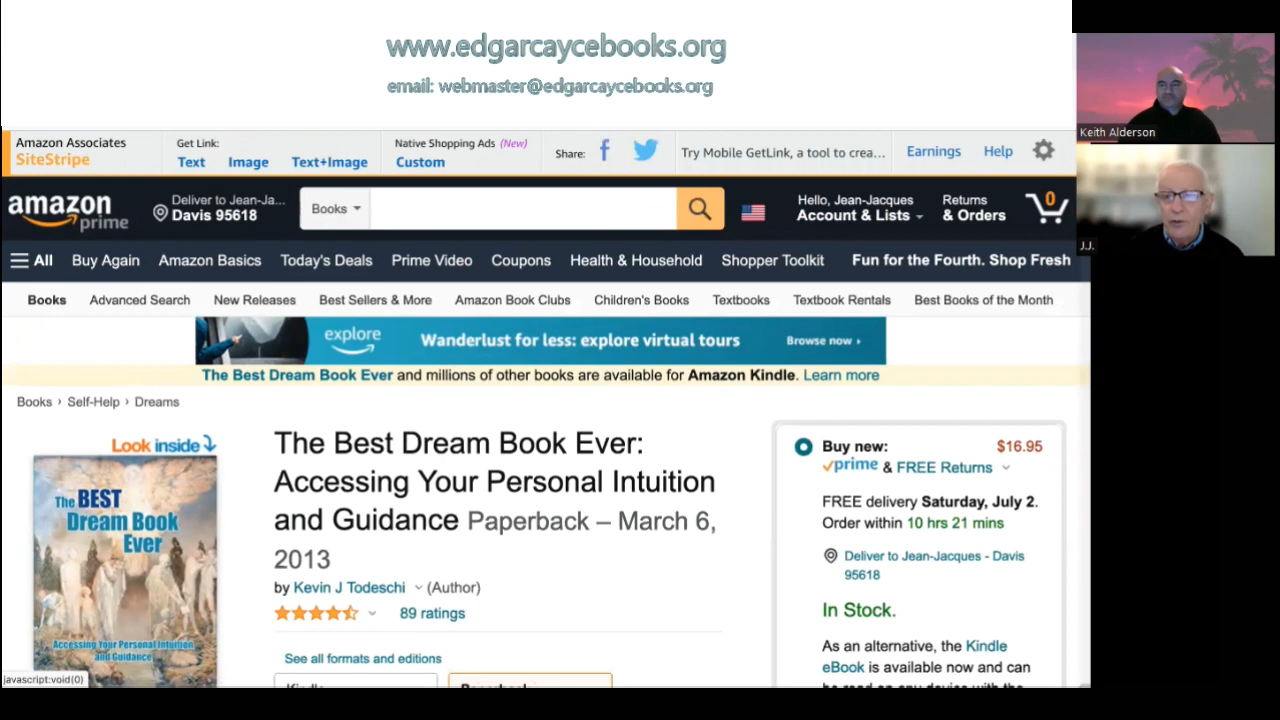 www.edgarcaycebooks.org
email: webmaster@edgarcaycebooks.org
Keith Alderson
J.J.
Amazon Associates
SiteStripe
Get Link:
Text Image Text+Image
Native Shopping Ads (New)
Custom
Share:
Try Mobile GetLink, a tool to crea...
Earnings
Help
amazon
prime
Deliver to Jean-Ja...
Davis 95618
Books
Hello, Jean-Jacques
Account & Lists
Returns
& Orders
0
All Buy Again Amazon Basics Today's Deals Prime Video Coupons Health & Household Shopper Toolkit Fun for the Fourth. Shop Fresh
Books Advanced Search New Releases Best Sellers & More Amazon Book Clubs Children's Books Textbooks Textbook Rentals Best Books of the Month
explore Wanderlust for less: explore virtual tours Browse now ›
The Best Dream Book Ever and millions of other books are available for Amazon Kindle. Learn more
Books › Self-Help › Dreams
Look inside
The BEST
Dream Book
Ever
Accessing Your Personal Intuition
and Guidance
javascript:void(0)
The Best Dream Book Ever:
Accessing Your Personal Intuition
and Guidance Paperback – March 6,
2013
by Kevin J Todeschi (Author)
89 ratings
See all formats and editions
Kindle
Paperback
Buy new: $16.95
prime & FREE Returns
FREE delivery Saturday, July 2.
Order within 10 hrs 21 mins
Deliver to Jean-Jacques - Davis
95618
In Stock.
As an alternative, the Kindle
eBook is available now and can
be read on any device with the